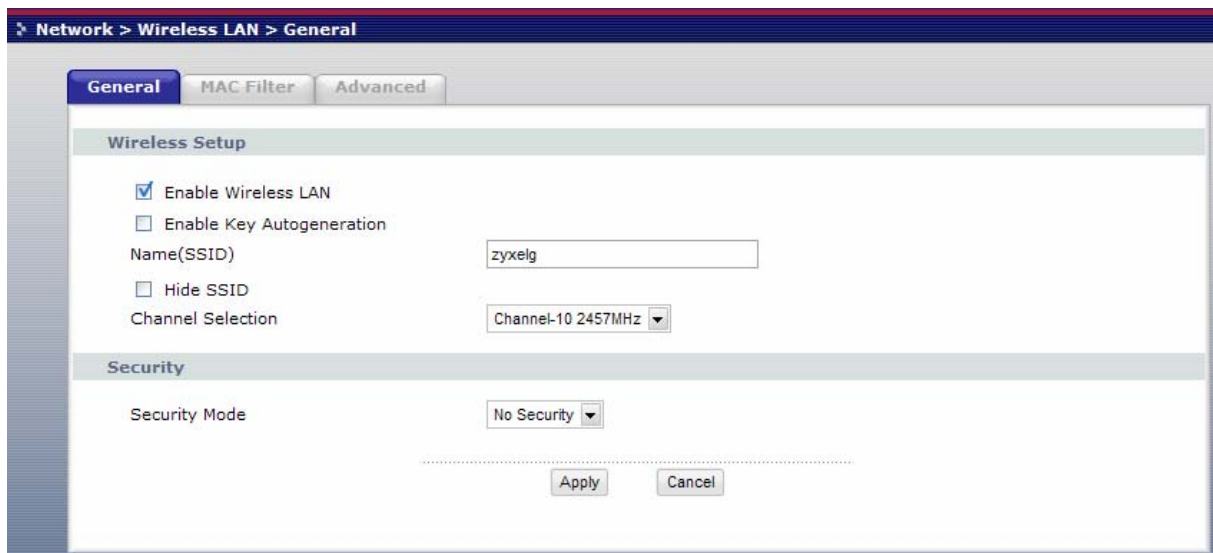 Network > Wireless LAN > General
General MAC Filter Advanced
Wireless Setup
Enable Wireless LAN
Enable Key Autogeneration
Name(SSID) zyxelg
Hide SSID
Channel Selection Channel-10 2457MHz
Security
Security Mode No Security
Apply Cancel